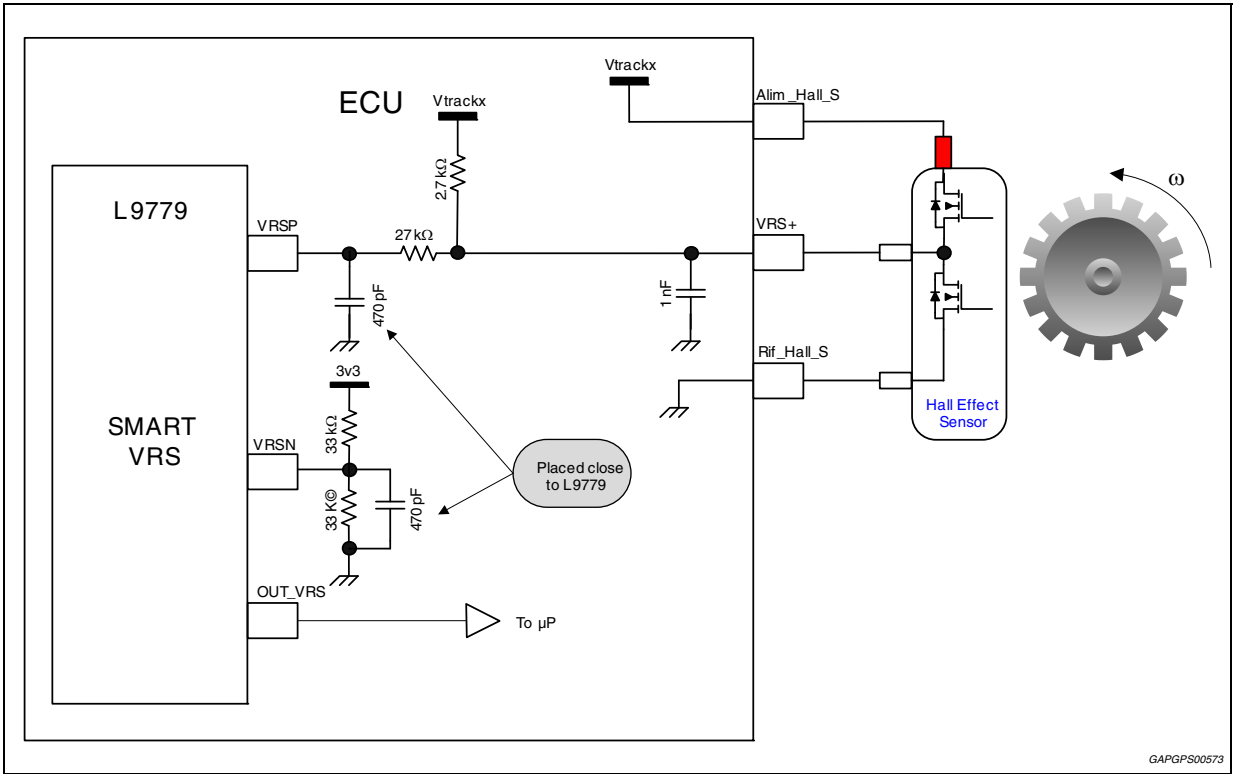 Vtrackx
Alim_Hall_S
ECU
Vtrackx
2.7 kΩ
ω
L9779
VRSP
27 kΩ
VRS+
470 pF
1 nF
3v3
Rif_Hall_S
Hall Effect
Sensor
SMART
VRS
33 kΩ
VRSN
Placed close
to L9779
33 K©
470 pF
OUT_VRS
To µP
GAPGPS00573